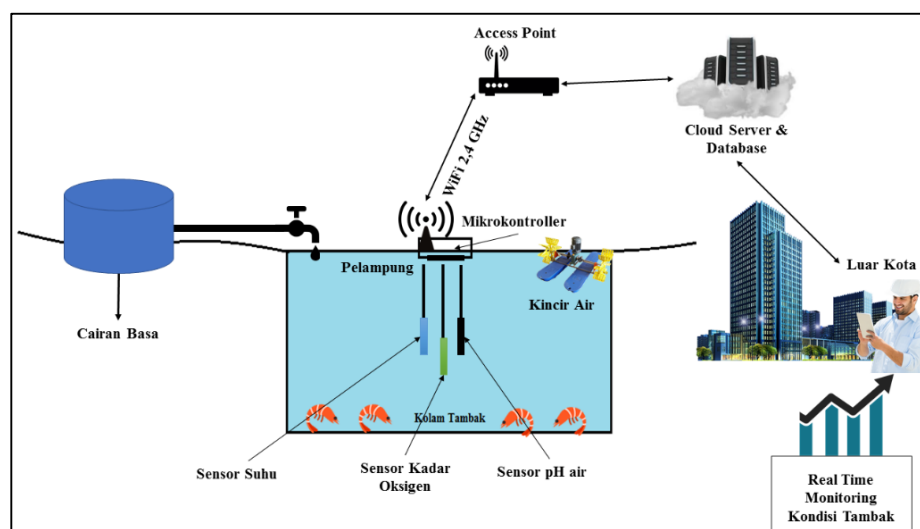 Access Point
WiFi 2,4 GHz
Cloud Server &
Database
Mikrokontroller
Pelampung
Luar Kota
Kincir Air
Cairan Basa
Kolam Tambak
Sensor Suhu
Sensor Kadar
Oksigen
Sensor pH air
Real Time
Monitoring
Kondisi Tambak